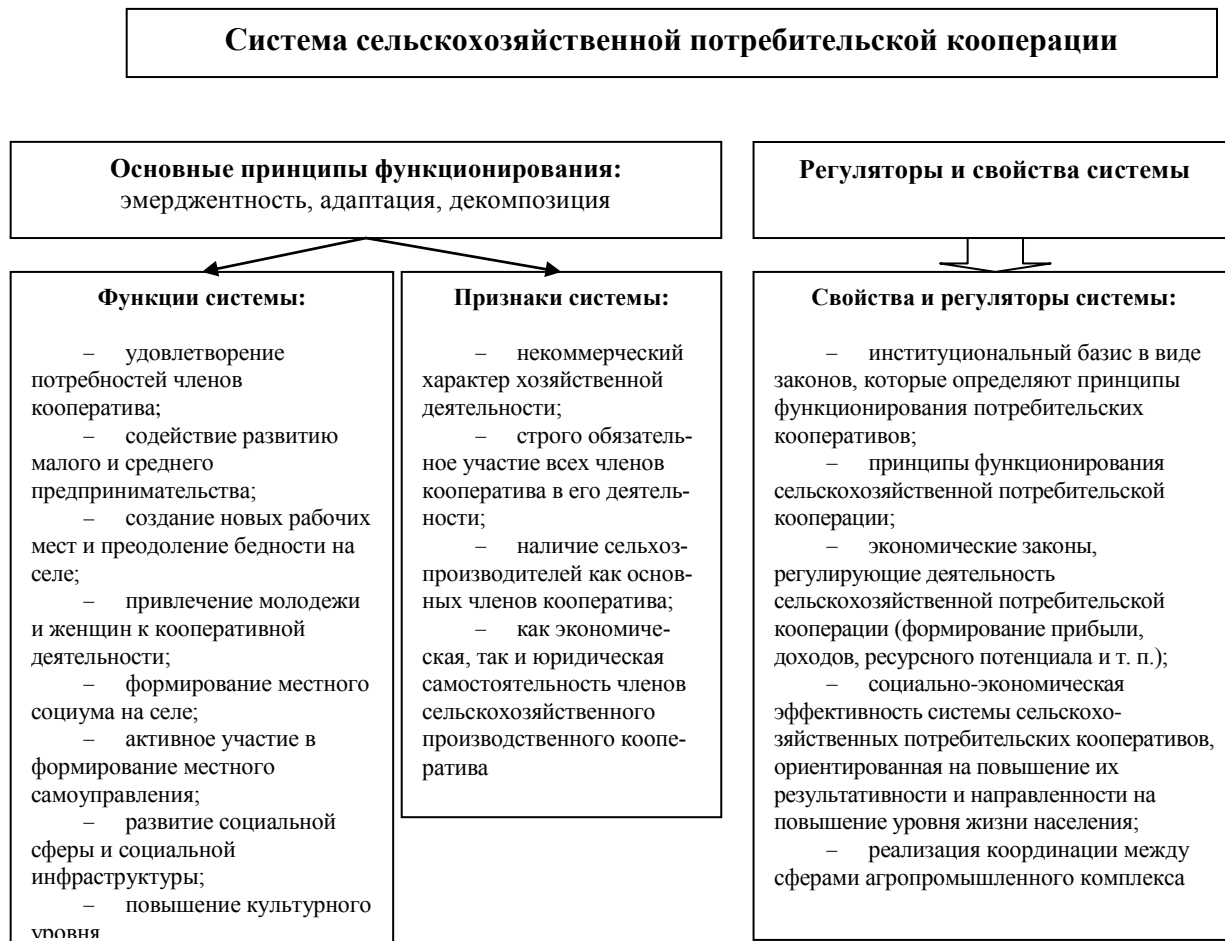 Система сельскохозяйственной потребительской кооперации
Основные принципы функционирования:
эмерджентность, адаптация, декомпозиция
Регуляторы и свойства системы
Функции системы:
– удовлетворение
потребностей членов
кооператива;
– содействие развитию
малого и среднего
предпринимательства;
– создание новых рабочих
мест и преодоление бедности на
селе;
– привлечение молодежи
и женщин к кооперативной
деятельности;
– формирование местного
социума на селе;
– активное участие в
формирование местного
самоуправления;
– развитие социальной
сферы и социальной
инфраструктуры;
– повышение культурного
уровня
Признаки системы:
– некоммерческий
характер хозяйственной
деятельности;
– строго обязатель-
ное участие всех членов
кооператива в его деятель-
ности;
– наличие сельхоз-
производителей как основ-
ных членов кооператива;
– как экономиче-
ская, так и юридическая
самостоятельность членов
сельскохозяйственного
производственного коопе-
ратива
Свойства и регуляторы системы:
– институциональный базис в виде
законов, которые определяют принципы
функционирования потребительских
кооперативов;
– принципы функционирования
сельскохозяйственной потребительской
кооперации;
– экономические законы,
регулирующие деятельность
сельскохозяйственной потребительской
кооперации (формирование прибыли,
доходов, ресурсного потенциала и т. п.);
– социально-экономическая
эффективность системы сельскохо-
зяйственных потребительских кооперативов,
ориентированная на повышение их
результативности и направленности на
повышение уровня жизни населения;
– реализация координации между
сферами агропромышленного комплекса